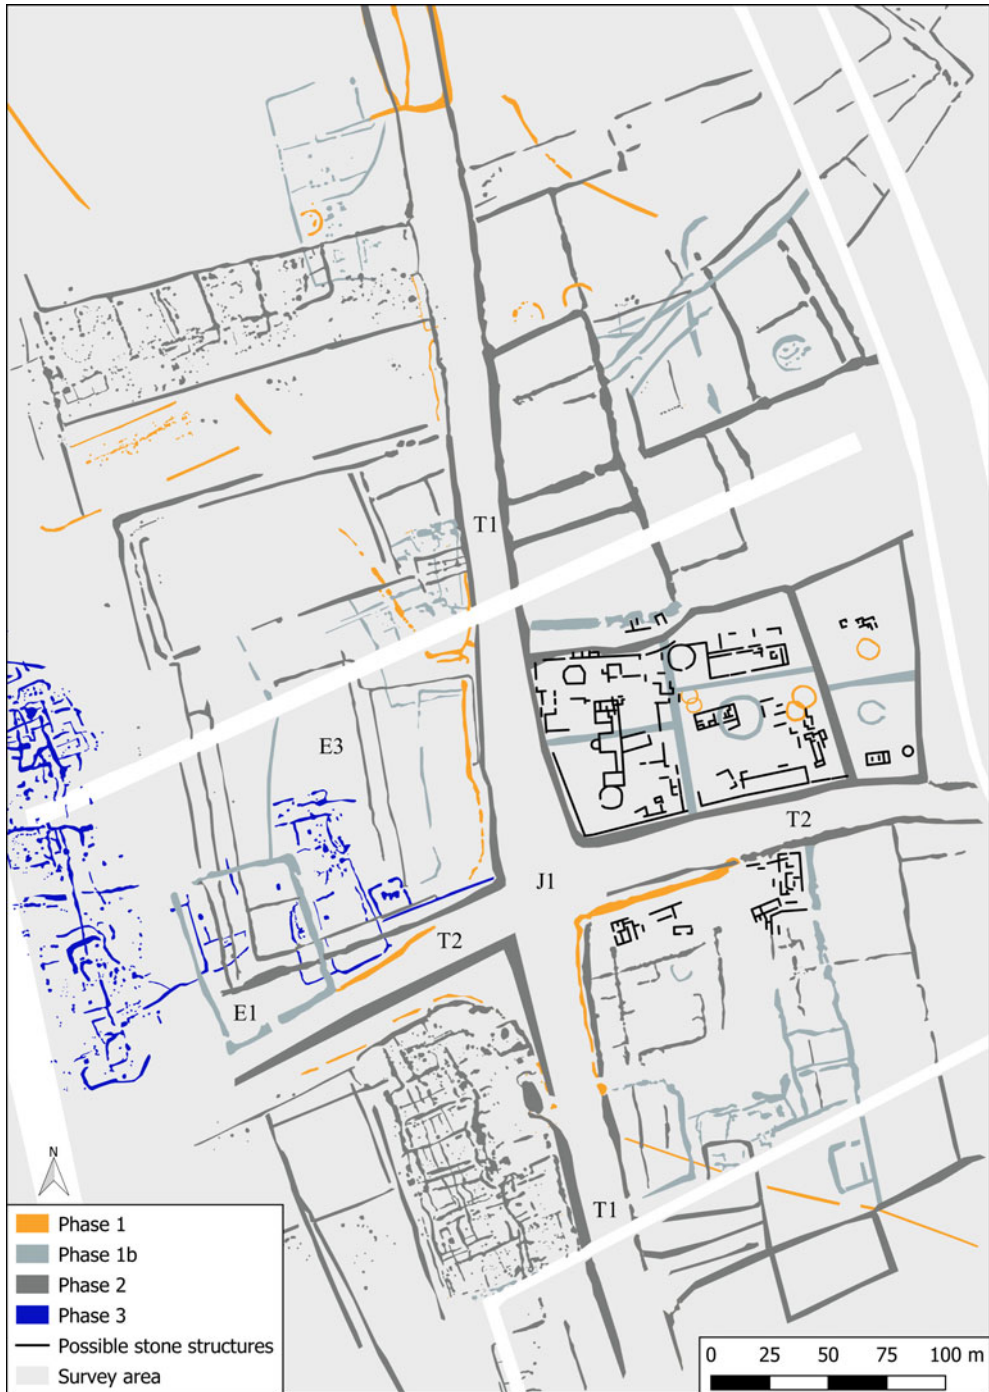 T1
E3
T2
J1
T2
E1
T1
N
Phase 1
Phase 1b
Phase 2
Phase 3
Possible stone structures
Survey area
0 25 50 75 100 m